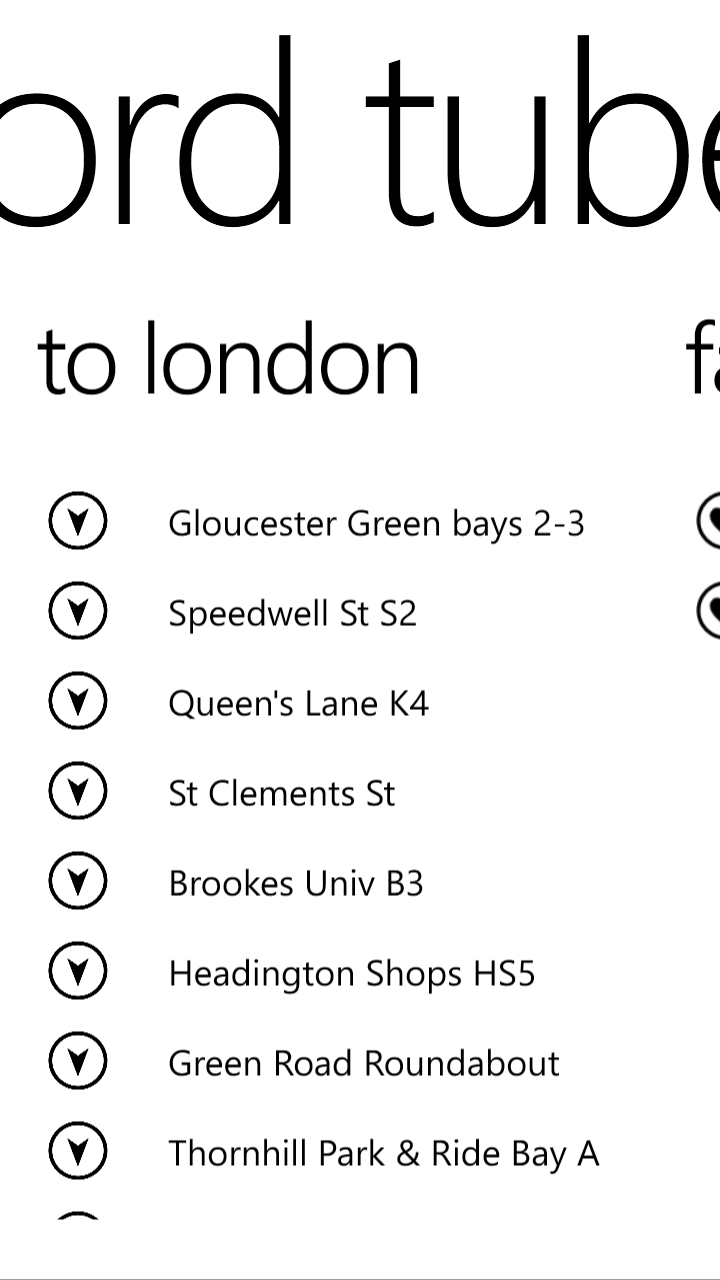 ord tube
to london
Gloucester Green bays 2-3
Speedwell St S2
Queen's Lane K4
St Clements St
Brookes Univ B3
Headington Shops HS5
Green Road Roundabout
Thornhill Park & Ride Bay A